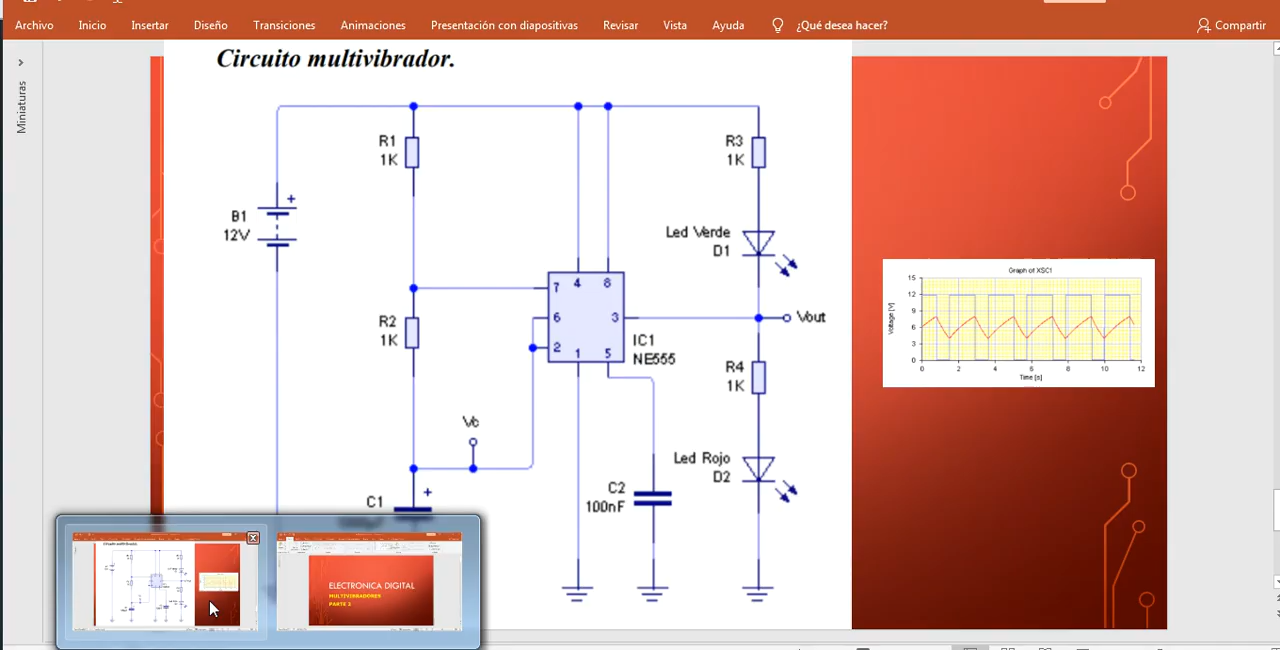 Archivo Inicio Insertar Diseño Transiciones Animaciones Presentación con diapositivas Revisar Vista Ayuda ¿Qué desea hacer? Compartir
Miniaturas
Circuito multivibrador.
R1
1K
R3
1K
B1
12V
Led Verde
D1
7 4 8
6 3
2 1 5
Vout
R2
1K
IC1
NE555
R4
1K
Vc
Led Rojo
D2
C1
C2
100nF
Graph of XSC1
Voltage [V]
15
12
9
6
3
0
0 2 4 6 8 10 12
Time [s]
ELECTRONICA DIGITAL
MULTIVIBRADORES
PARTE 2